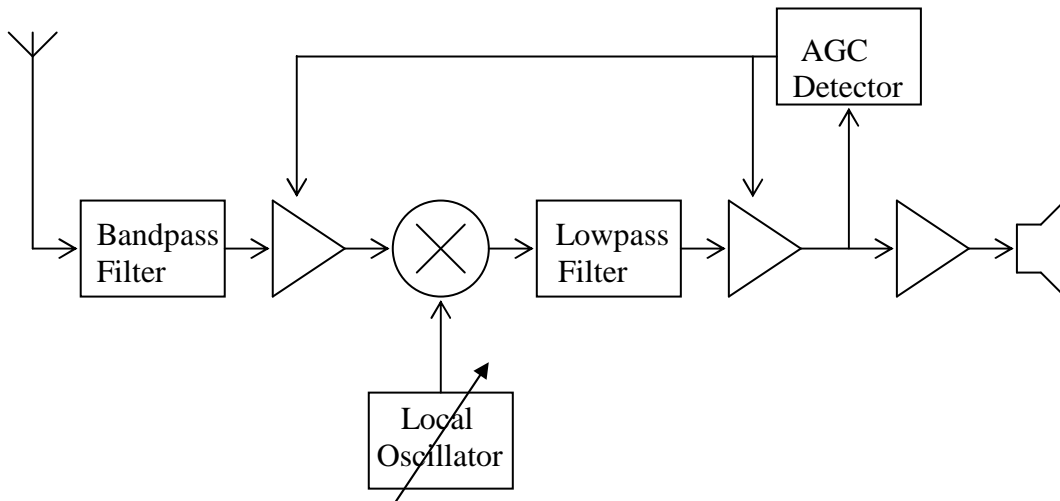 AGC
Detector
Bandpass
Filter
Lowpass
Filter
Local
Oscillator